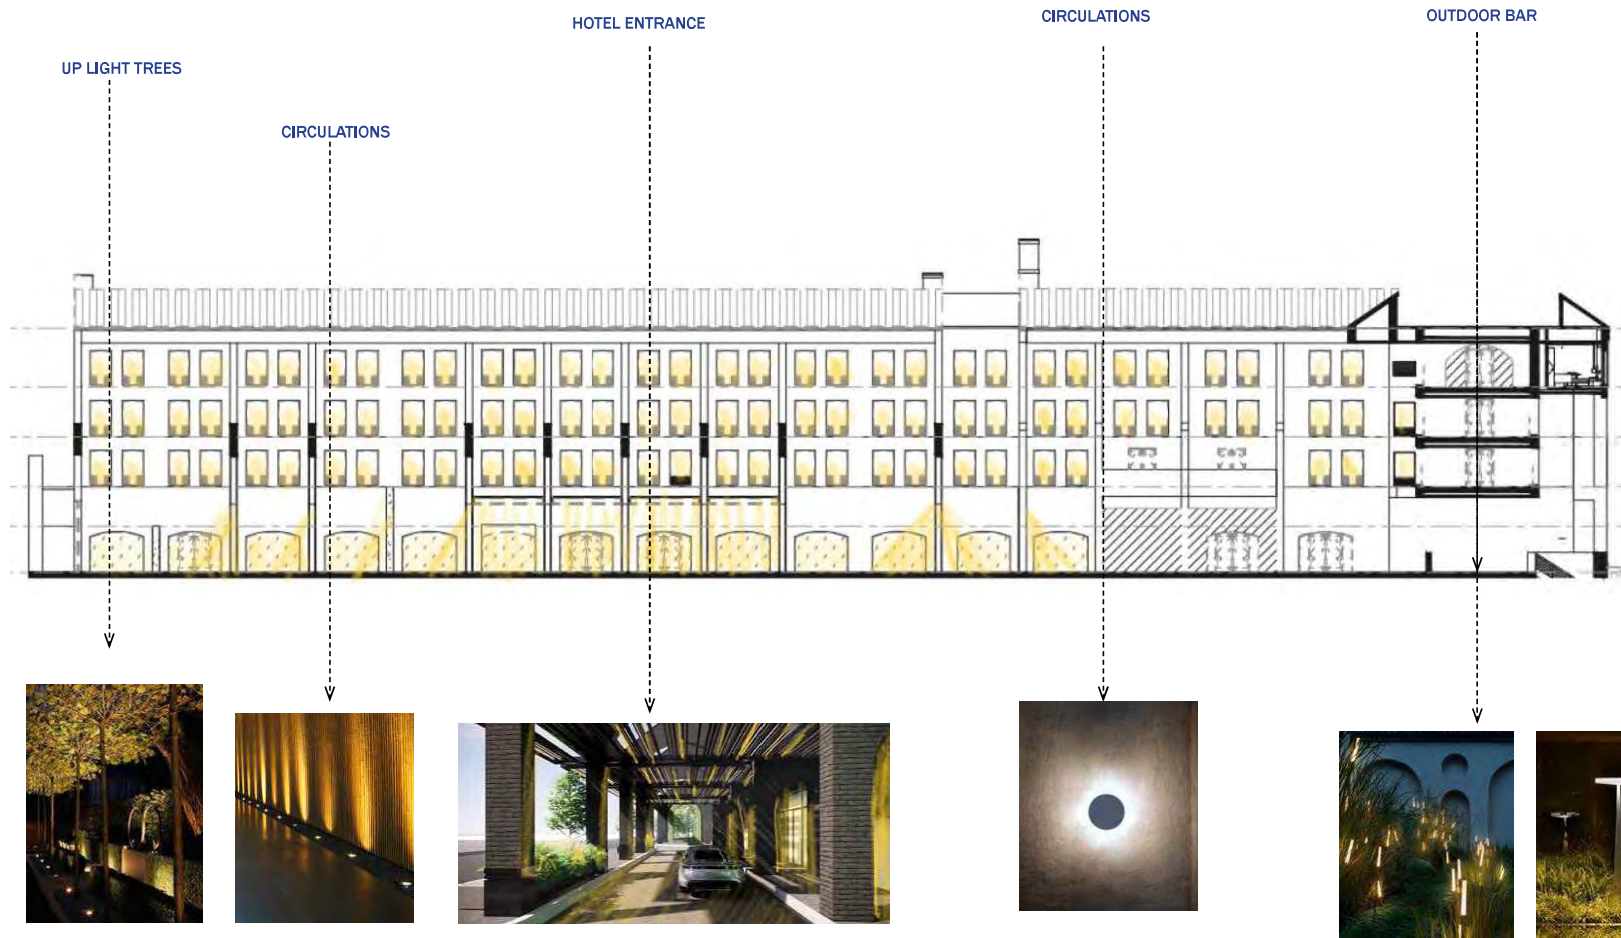 HOTEL ENTRANCE
CIRCULATIONS
OUTDOOR BAR
UP LIGHT TREES
CIRCULATIONS